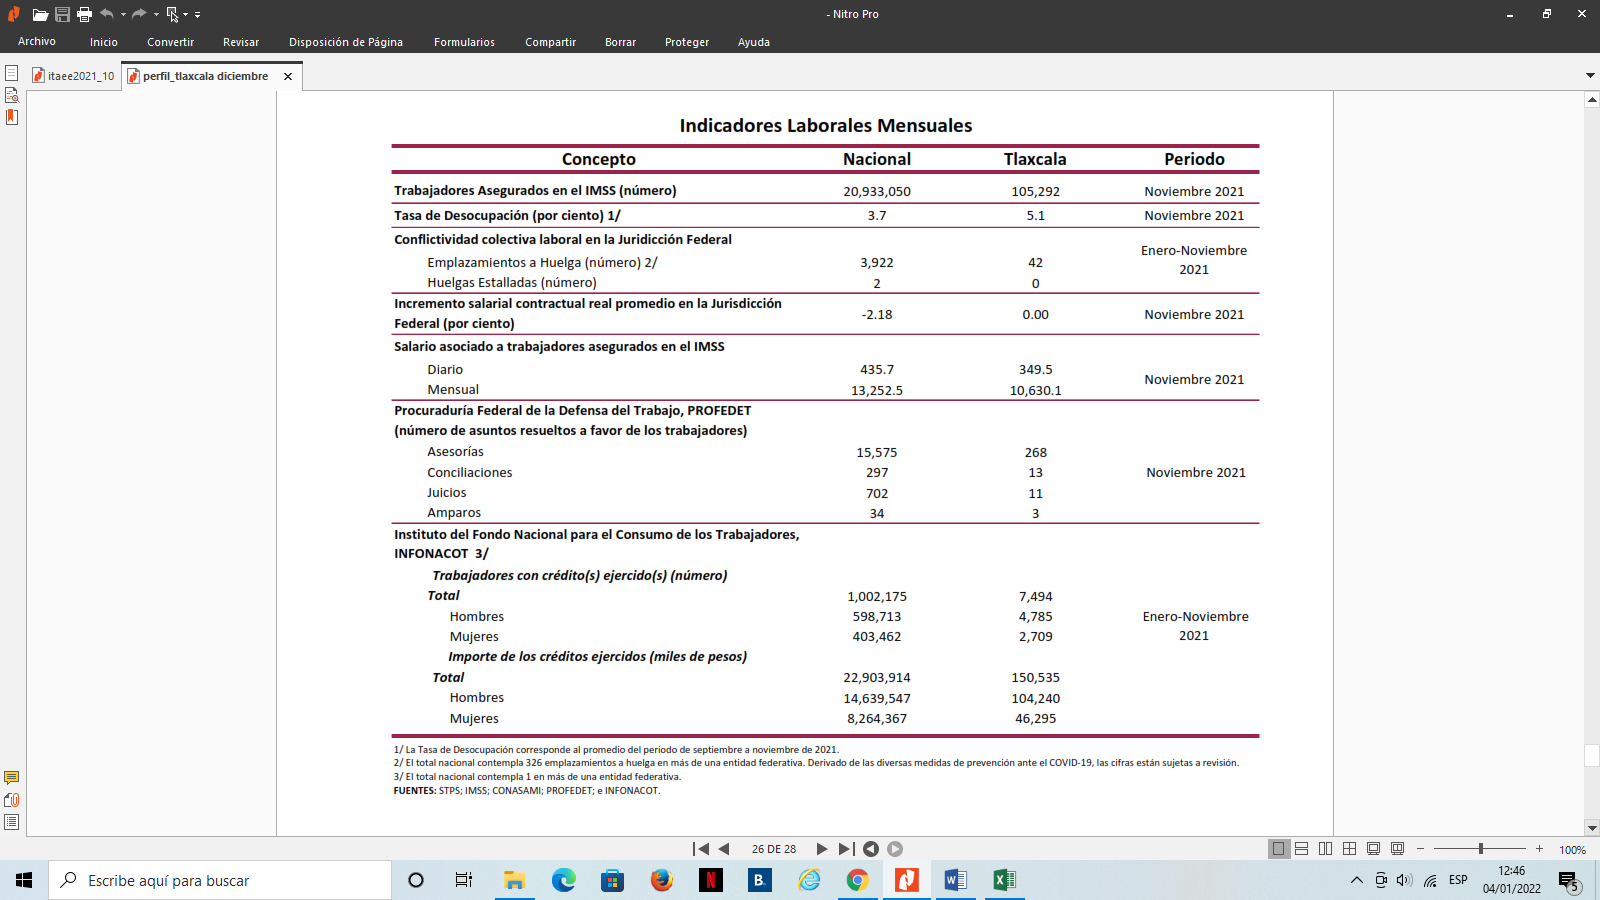 - Nitro Pro
Archivo Inicio Convertir Revisar Disposición de Página Formularios Compartir Borrar Proteger Ayuda
itaee2021_10 perfil_tlaxcala diciembre
Indicadores Laborales Mensuales
Concepto Nacional Tlaxcala Periodo
Trabajadores Asegurados en el IMSS (número) 20,933,050 105,292 Noviembre 2021
Tasa de Desocupación (por ciento) 1/ 3.7 5.1 Noviembre 2021
Conflictividad colectiva laboral en la Juridicción Federal
Enero-Noviembre
Emplazamientos a Huelga (número) 2/ 3,922 42
2021
Huelgas Estalladas (número) 2 0
Incremento salarial contractual real promedio en la Jurisdicción
Federal (por ciento) -2.18 0.00 Noviembre 2021
Salario asociado a trabajadores asegurados en el IMSS
Diario 435.7 349.5
Noviembre 2021
Mensual 13,252.5 10,630.1
Procuraduría Federal de la Defensa del Trabajo, PROFEDET
(número de asuntos resueltos a favor de los trabajadores)
Asesorías 15,575 268
Conciliaciones 297 13 Noviembre 2021
Juicios 702 11
Amparos 34 3
Instituto del Fondo Nacional para el Consumo de los Trabajadores,
INFONACOT 3/
Trabajadores con crédito(s) ejercido(s) (número)
Total 1,002,175 7,494
Hombres 598,713 4,785 Enero-Noviembre
Mujeres 403,462 2,709 2021
Importe de los créditos ejercidos (miles de pesos)
Total 22,903,914 150,535
Hombres 14,639,547 104,240
Mujeres 8,264,367 46,295
1/ La Tasa de Desocupación corresponde al promedio del periodo de septiembre a noviembre de 2021.
2/ El total nacional contempla 326 emplazamientos a huelga en más de una entidad federativa. Derivado de las diversas medidas de prevención ante el COVID-19, las cifras están sujetas a revisión.
3/ El total nacional contempla 1 en más de una entidad federativa.
FUENTES: STPS; IMSS; CONASAMI; PROFEDET; e INFONACOT.
26 DE 28
100%
Escribe aquí para buscar
N
B.
ESP
12:46
04/01/2022
5